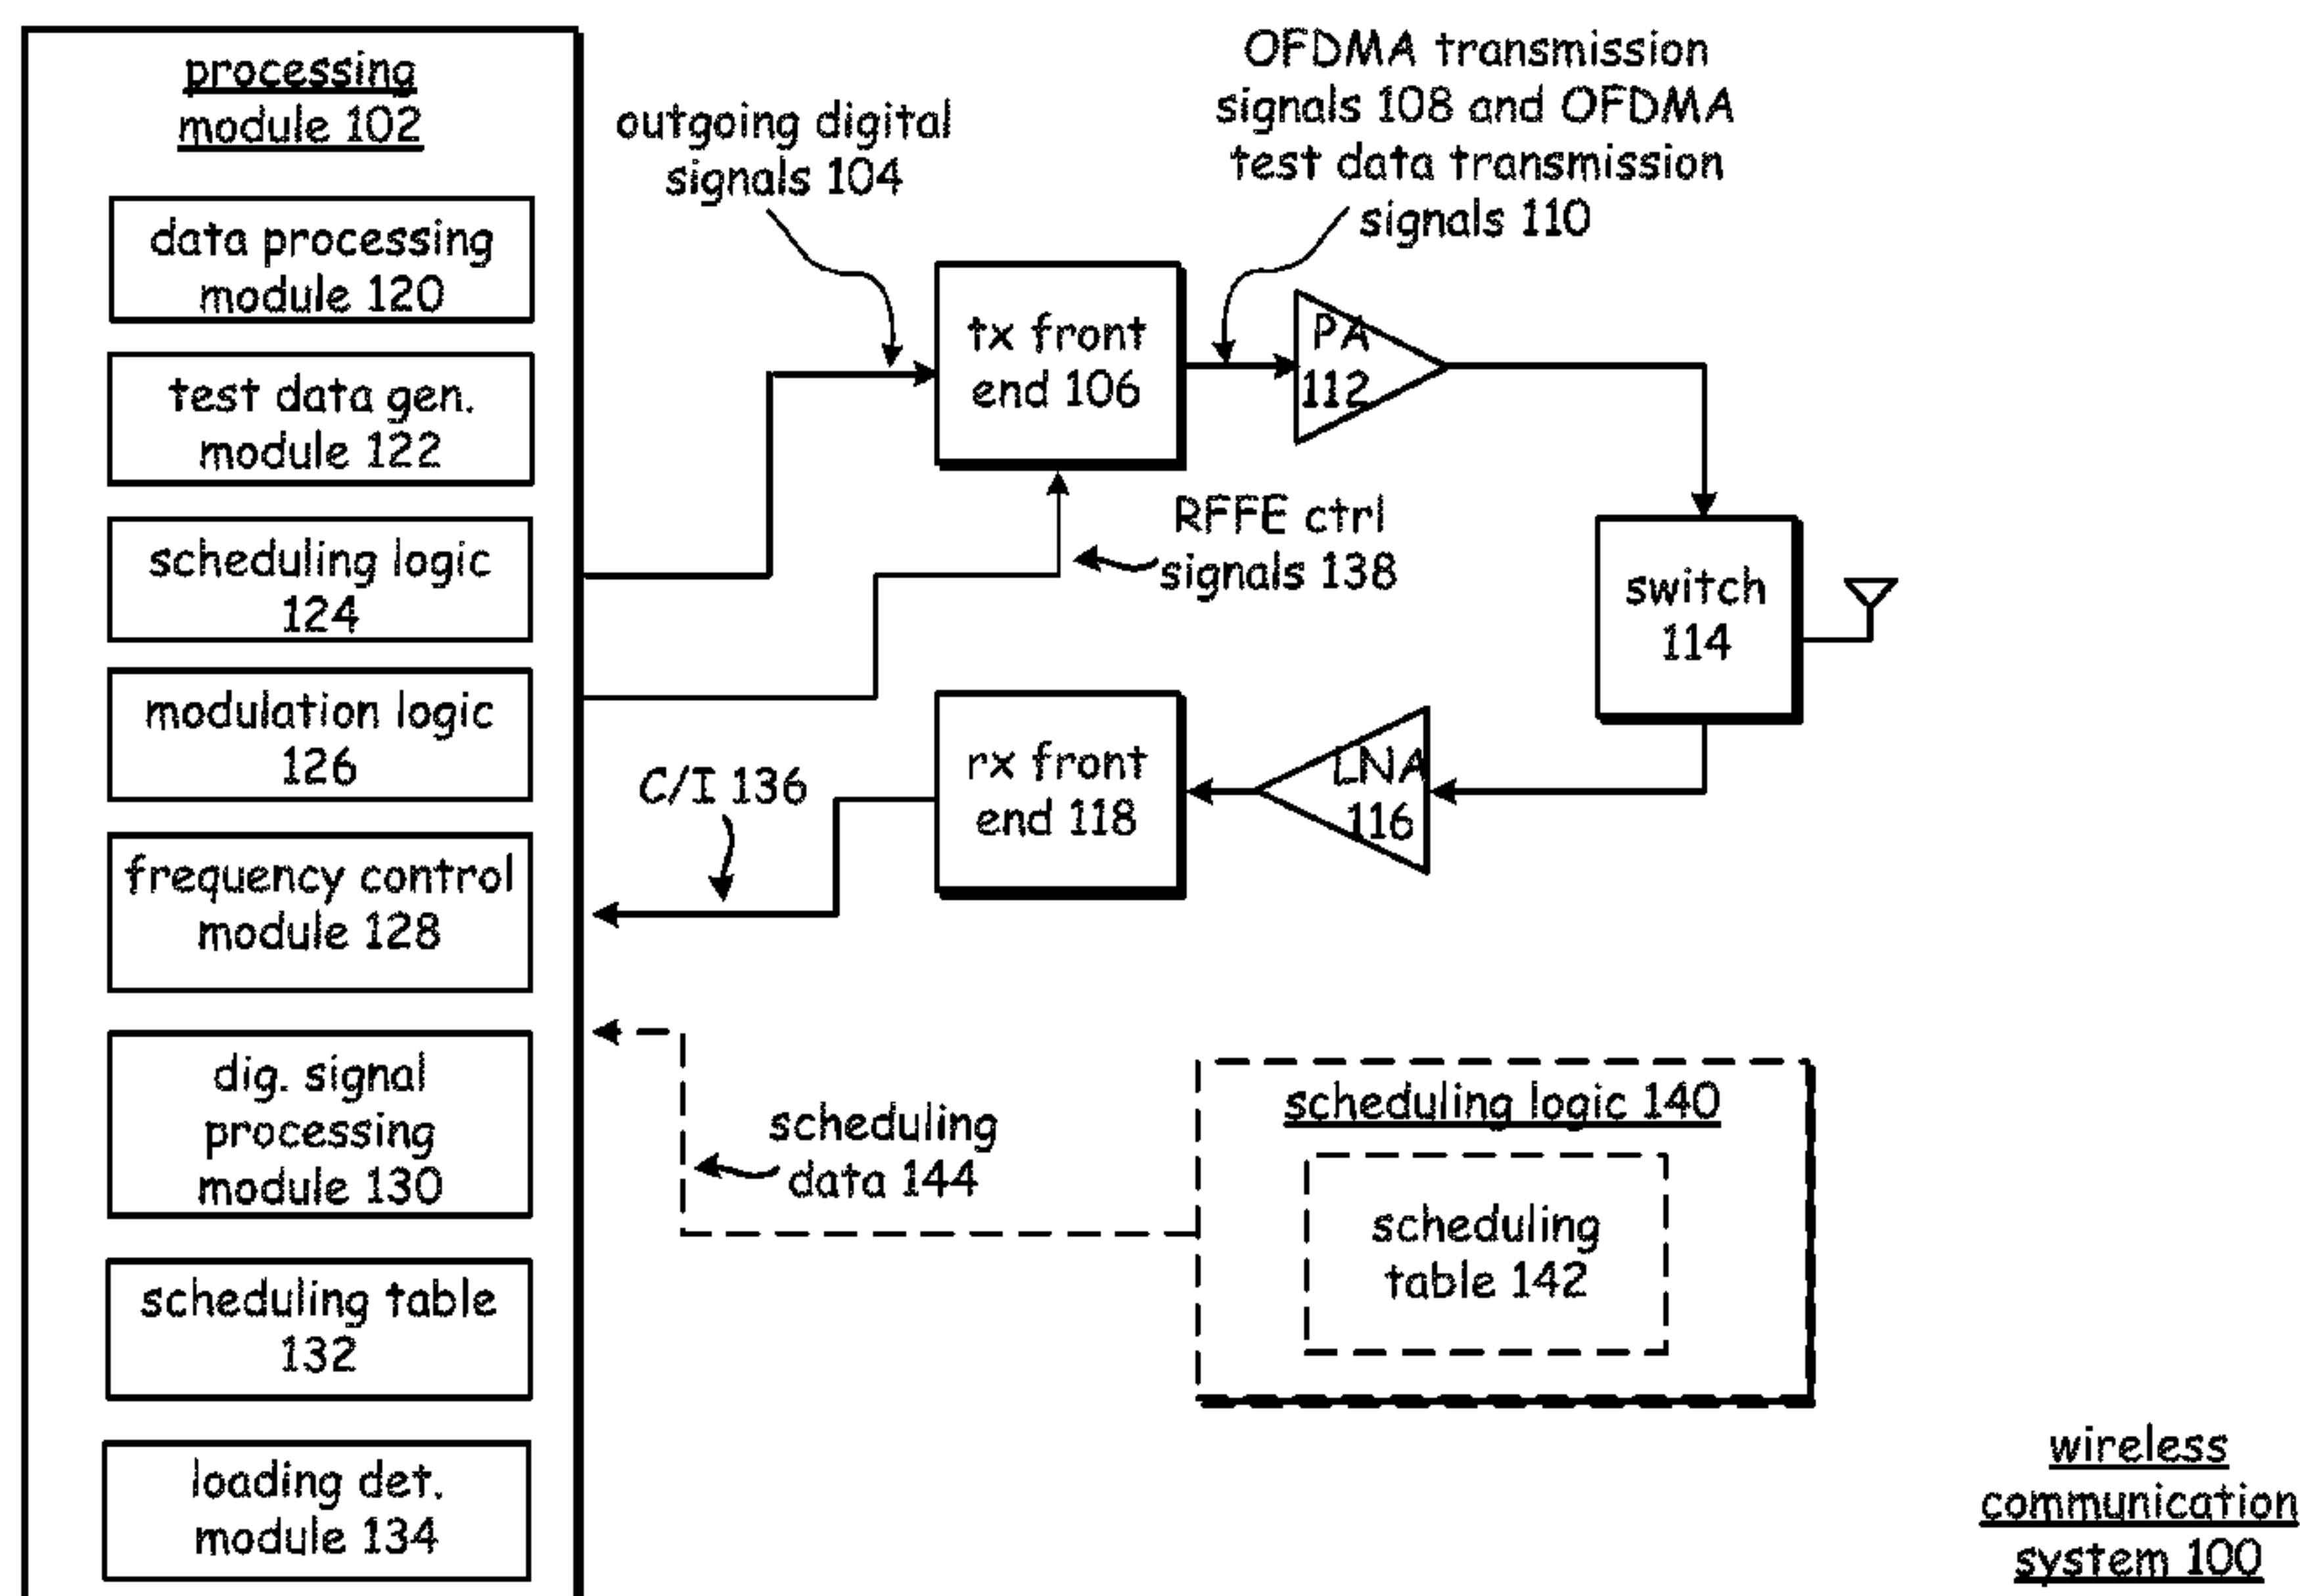 processing
module 102
data processing
module 120
test data gen.
module 122
scheduling logic
124
modulation logic
126
frequency control
module 128
dig. signal
processing
module 130
scheduling table
132
loading det.
module 134
outgoing digital
signals 104
OFDMA transmission
signals 108 and OFDMA
test data transmission
signals 110
tx front
end 106
PA
112
RFFE ctrl
signals 138
switch
114
C/I 136
rx front
end 118
LNA
116
scheduling
data 144
scheduling logic 140
scheduling
table 142
wireless
communication
system 100